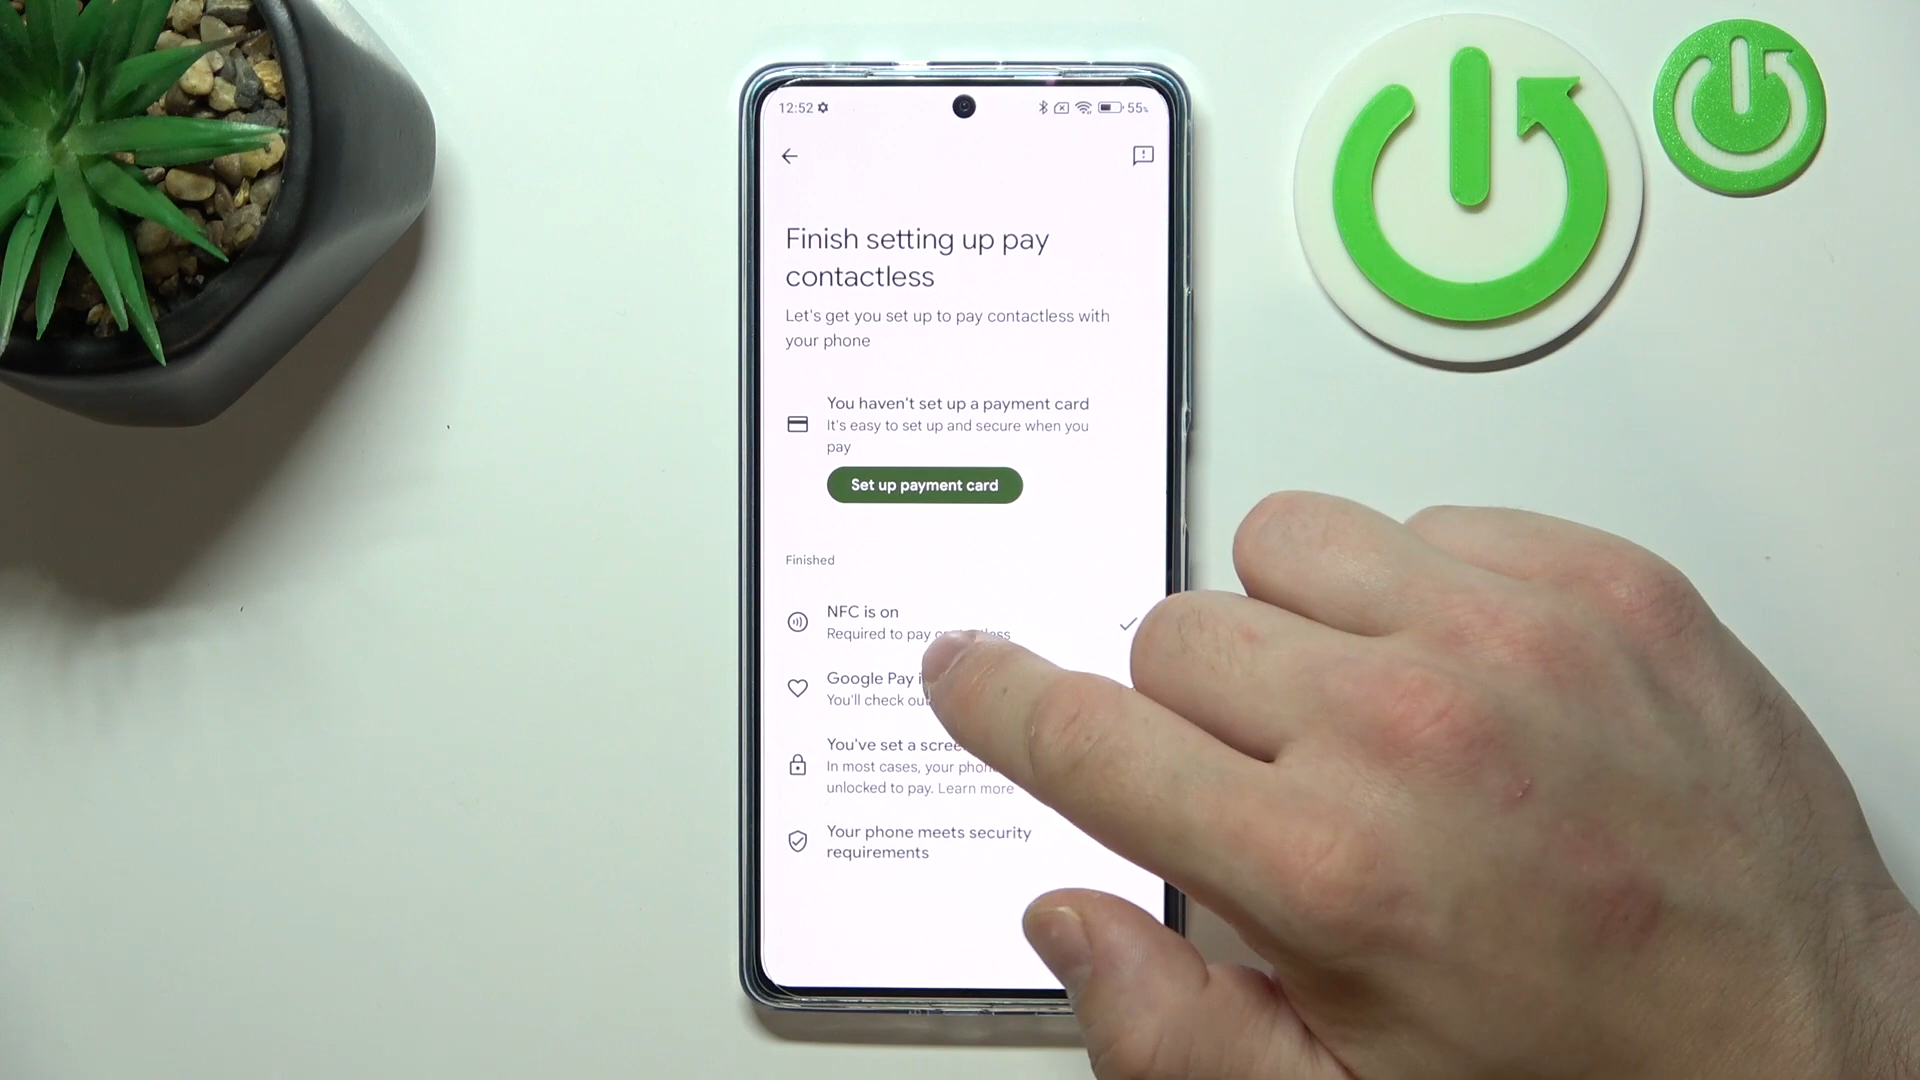 12:52 55%
Finish setting up pay
contactless
Let's get you set up to pay contactless with
your phone
You haven't set up a payment card
It's easy to set up and secure when you
pay
Set up payment card
Finished
NFC is on
Required to pay
Google Pay
You'll check
You've set a
In most cases, your
unlocked to pay. Learn more
Your phone meets security
requirements